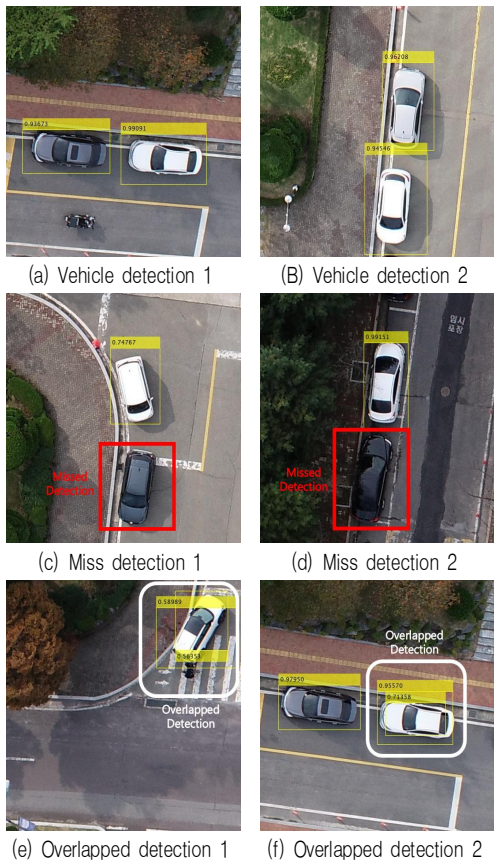 0.93673
0.99091
(a) Vehicle detection 1
0.96208
0.94546
(B) Vehicle detection 2
0.74767
Missed
Detection
(c) Miss detection 1
임시
포장
0.99151
Missed
Detection
(d) Miss detection 2
0.58989
0.56351
Overlapped
Detection
(e) Overlapped detection 1
Overlapped
Detection
0.97950
0.95570
0.71358
(f) Overlapped detection 2